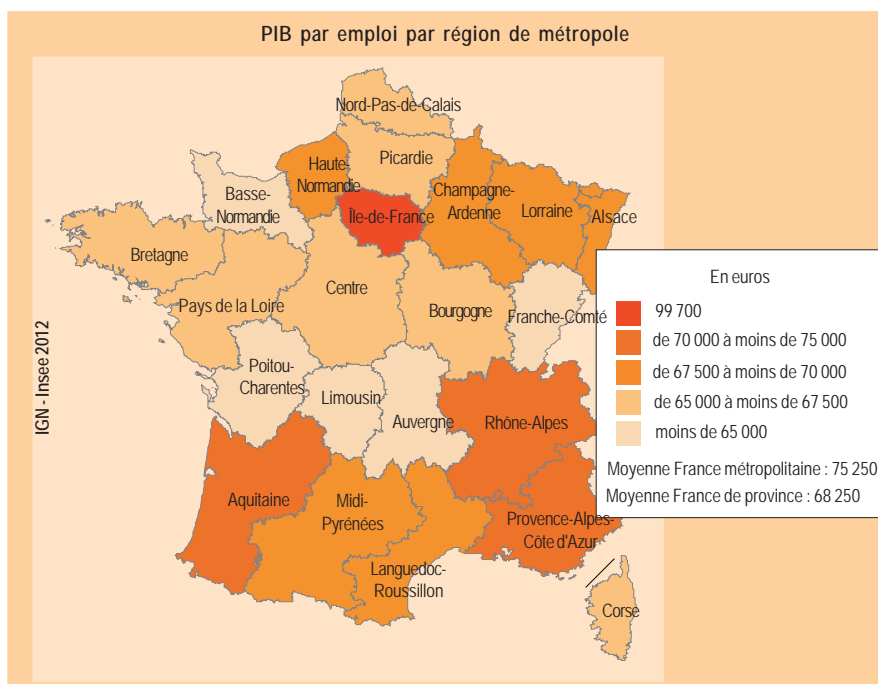 PIB par emploi par région de métropole
Nord-Pas-de-Calais
Picardie
Haute-
Normandie
Basse-
Normandie
Île-de-France
Champagne-
Ardenne
Lorraine
Alsace
Bretagne
Pays de la Loire
Centre
Bourgogne
Franche-Comté
Poitou-
Charentes
Limousin
Auvergne
Rhône-Alpes
Aquitaine
Midi-
Pyrénées
Languedoc-
Roussillon
Provence-Alpes-
Côte d'Azur
Corse
En euros
99 700
de 70 000 à moins de 75 000
de 67 500 à moins de 70 000
de 65 000 à moins de 67 500
moins de 65 000
Moyenne France métropolitaine : 75 250
Moyenne France de province : 68 250
IGN - Insee 2012